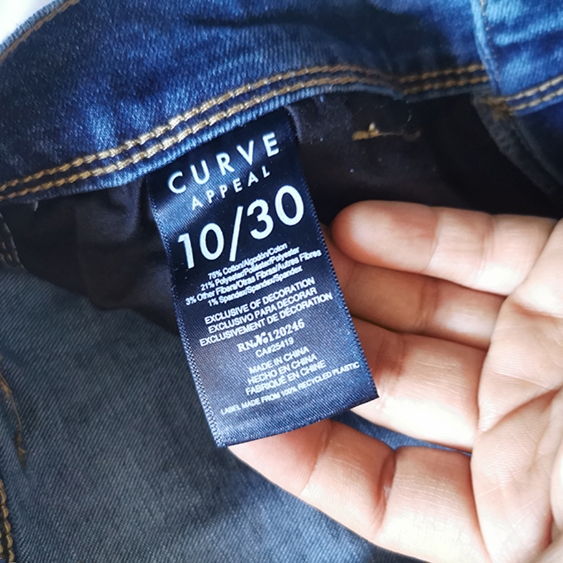 CURVE
APPEAL
10/30
75% Cotton/Algodón/Coton
21% Polyester/Poliéster/Polyester
3% Other Fibers/Otras Fibras/Autres Fibres
1% Spandex/Spandex/Spandex
EXCLUSIVE OF DECORATION
EXCLUSIVO PARA DECORAR
EXCLUSIVEMENT DE DÉCORATION
RN№120246
CA#25419
MADE IN CHINA
HECHO EN CHINA
FABRIQUÉ EN CHINE
LABEL MADE FROM 100% RECYCLED PLASTIC